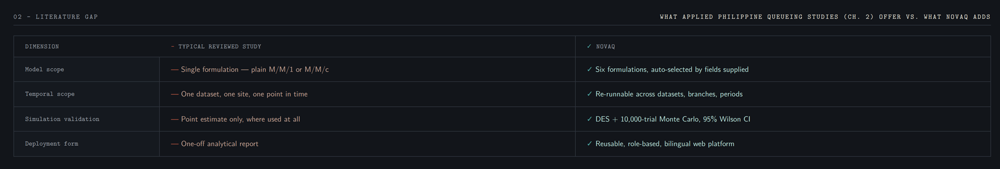 02 – LITERATURE GAP
WHAT APPLIED PHILIPPINE QUEUEING STUDIES (CH. 2) OFFER VS. WHAT NOVAQ ADDS
DIMENSION
– TYPICAL REVIEWED STUDY
✓ NOVAQ
Model scope
— Single formulation — plain M/M/1 or M/M/c
✓ Six formulations, auto-selected by fields supplied
Temporal scope
— One dataset, one site, one point in time
✓ Re-runnable across datasets, branches, periods
Simulation validation
— Point estimate only, where used at all
✓ DES + 10,000-trial Monte Carlo, 95% Wilson CI
Deployment form
— One-off analytical report
✓ Reusable, role-based, bilingual web platform